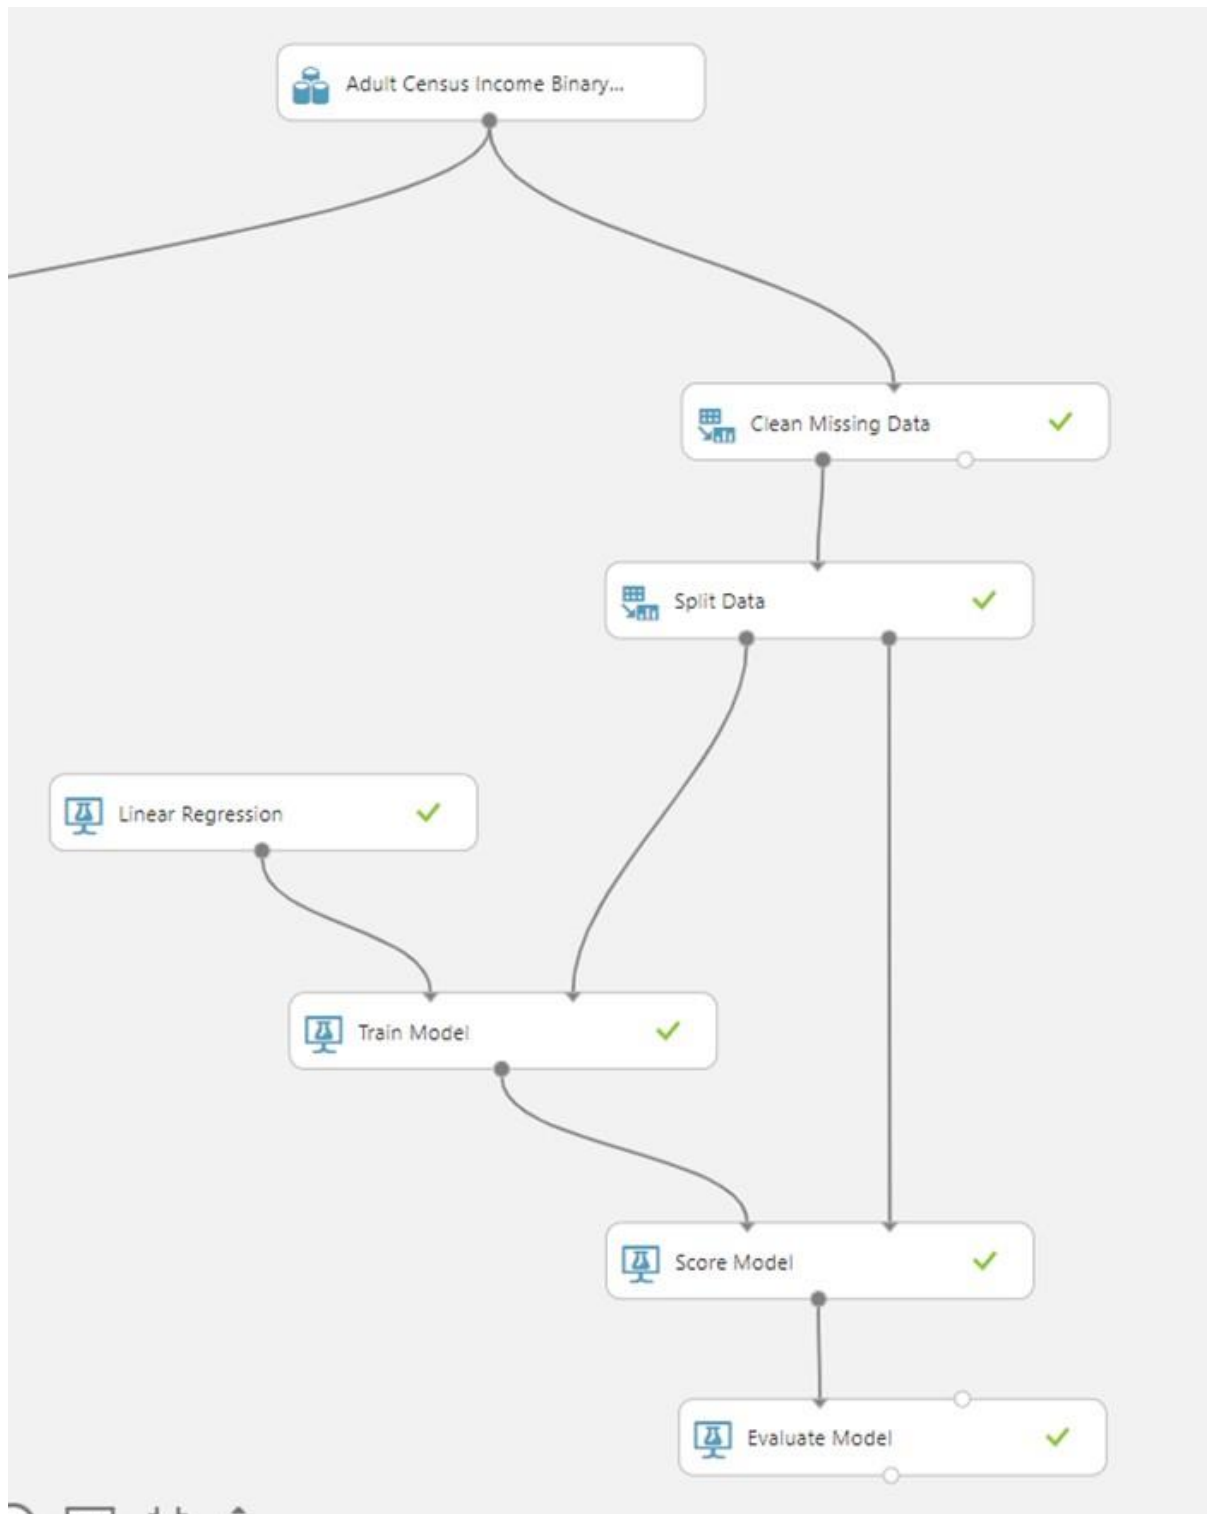 Adult Census Income Binary...
Clean Missing Data
Split Data
Linear Regression
Train Model
Score Model
Evaluate Model